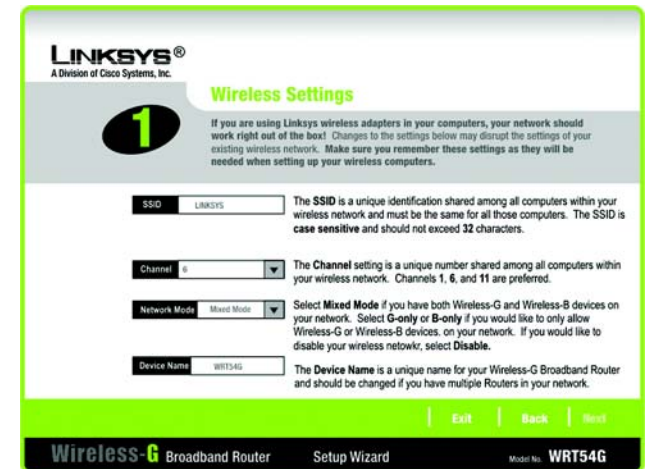 LINKSYS®
A Division of Cisco Systems, Inc.
1
Wireless Settings
If you are using Linksys wireless adapters in your computers, your network should
work right out of the box! Changes to the settings below may disrupt the settings of your
existing wireless network. Make sure you remember these settings as they will be
needed when setting up your wireless computers.
SSID LINKSYS
The SSID is a unique identification shared among all computers within your
wireless network and must be the same for all those computers. The SSID is
case sensitive and should not exceed 32 characters.
Channel 6
The Channel setting is a unique number shared among all computers within
your wireless network. Channels 1, 6, and 11 are preferred.
Network Mode Mixed Mode
Select Mixed Mode if you have both Wireless-G and Wireless-B devices on
your network. Select G-only or B-only if you would like to only allow
Wireless-G or Wireless-B devices. on your network. If you would like to
disable your wireless netowkr, select Disable.
Device Name WRT54G
The Device Name is a unique name for your Wireless-G Broadband Router
and should be changed if you have multiple Routers in your network.
Exit Back Next
Wireless-G Broadband Router Setup Wizard Model No. WRT54G